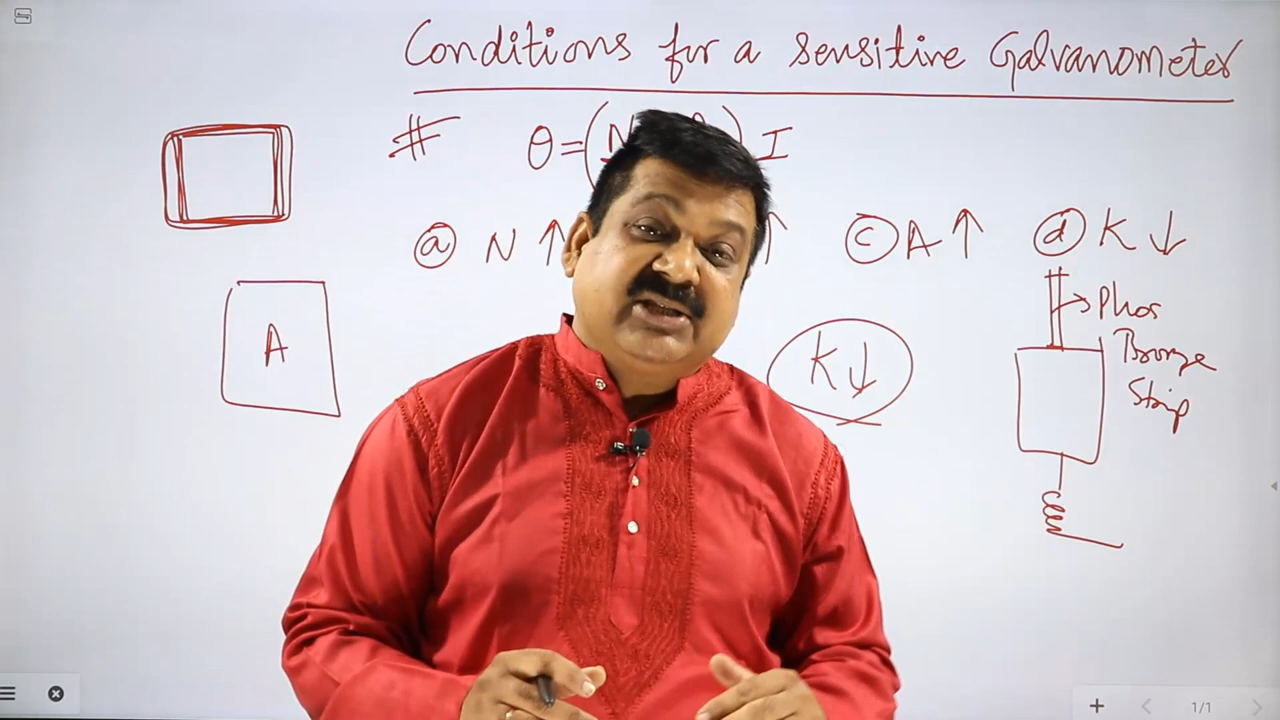 Conditions for a sensitive Galvanometer
# θ = (N ) I
ⓐ N ↑ ↑ ⓒ A ↑ ⓓ K ↓
A
K ↓
Phos
Bronze
Strip
1/1